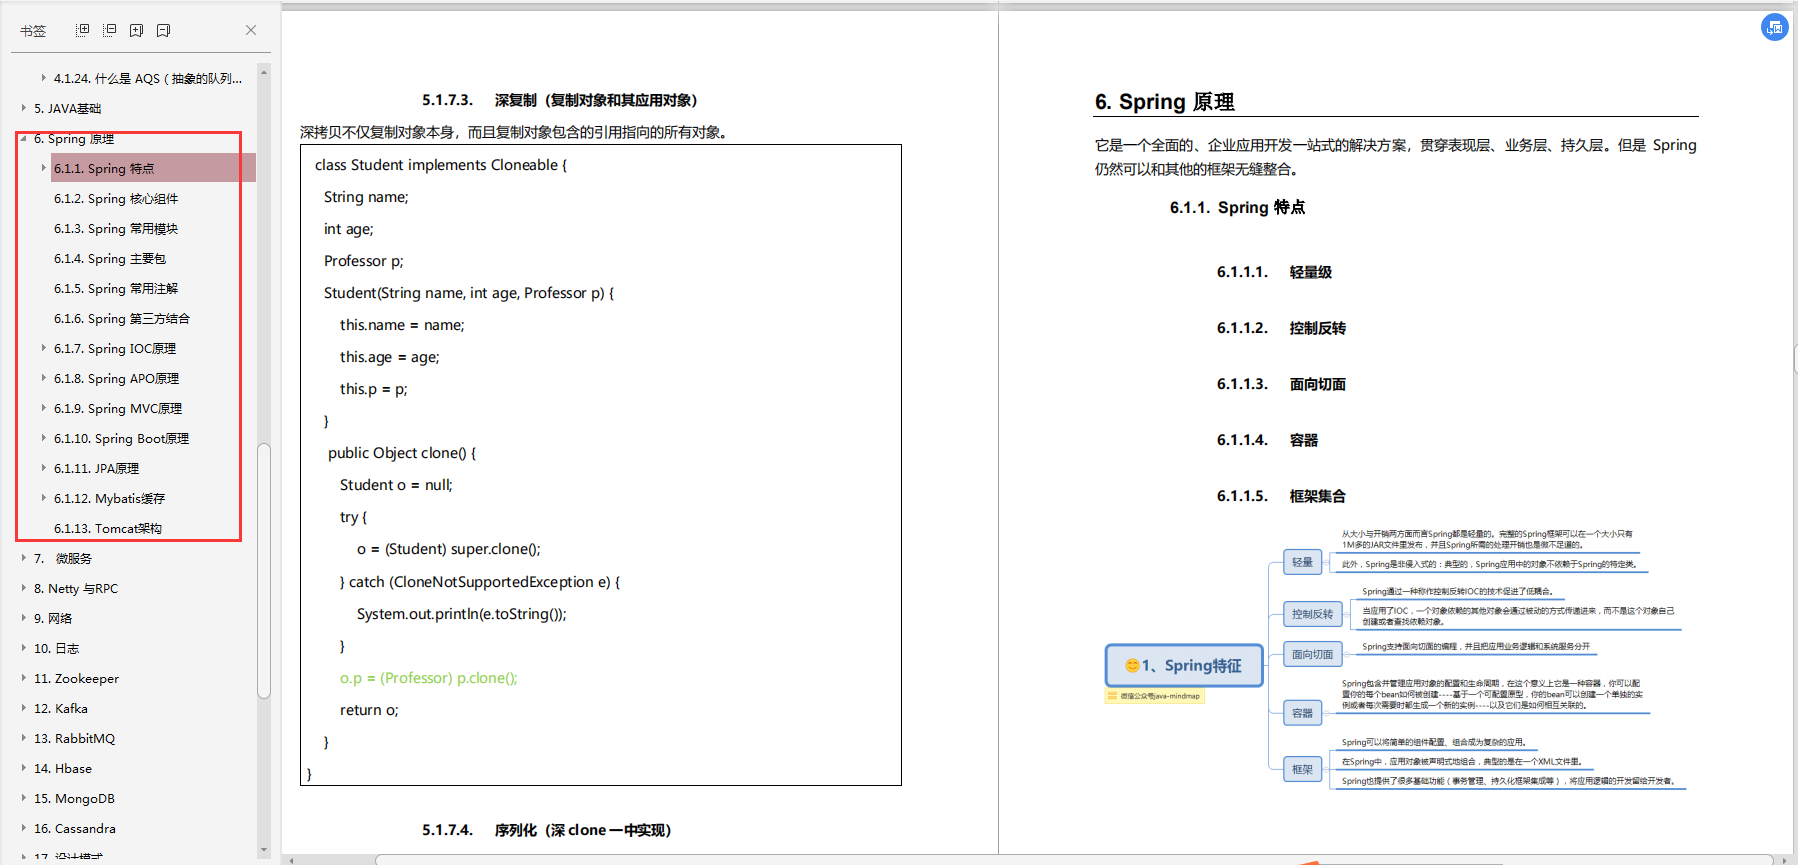 书签
4.1.24. 什么是 AQS（抽象的队列...
5. JAVA基础
6. Spring 原理
6.1.1. Spring 特点
6.1.2. Spring 核心组件
6.1.3. Spring 常用模块
6.1.4. Spring 主要包
6.1.5. Spring 常用注解
6.1.6. Spring 第三方结合
6.1.7. Spring IOC原理
6.1.8. Spring APO原理
6.1.9. Spring MVC原理
6.1.10. Spring Boot原理
6.1.11. JPA原理
6.1.12. Mybatis缓存
6.1.13. Tomcat架构
7. 微服务
8. Netty 与RPC
9. 网络
10. 日志
11. Zookeeper
12. Kafka
13. RabbitMQ
14. Hbase
15. MongoDB
16. Cassandra
17. 设计模式
5.1.7.3. 深复制（复制对象和其应用对象）
深拷贝不仅复制对象本身，而且复制对象包含的引用指向的所有对象。
class Student implements Cloneable {
String name;
int age;
Professor p;
Student(String name, int age, Professor p) {
this.name = name;
this.age = age;
this.p = p;
}
public Object clone() {
Student o = null;
try {
o = (Student) super.clone();
} catch (CloneNotSupportedException e) {
System.out.println(e.toString());
}
o.p = (Professor) p.clone();
return o;
}
}
5.1.7.4. 序列化（深 clone 一中实现）
6. Spring 原理
它是一个全面的、企业应用开发一站式的解决方案，贯穿表现层、业务层、持久层。但是 Spring
仍然可以和其他的框架无缝整合。
6.1.1. Spring 特点
6.1.1.1. 轻量级
6.1.1.2. 控制反转
6.1.1.3. 面向切面
6.1.1.4. 容器
6.1.1.5. 框架集合
1、Spring特征
微信公众号java-mindmap
轻量
从大小与开销两方面而言Spring都是轻量的。完整的Spring框架可以在一个大小只有
1M多的JAR文件里发布，并且Spring所需的处理开销也是微不足道的。
此外，Spring是非侵入式的：典型的，Spring应用中的对象不依赖于Spring的特定类。
控制反转
Spring通过一种称作控制反转IOC的技术促进了低耦合。
当应用了IOC，一个对象依赖的其他对象会通过被动的方式传递进来，而不是这个对象自己
创建或者查找依赖对象。
面向切面
Spring支持面向切面的编程，并且把应用业务逻辑和系统服务分开
容器
Spring包含并管理应用对象的配置和生命周期，在这个意义上它是一种容器，你可以配
置你的每个bean如何被创建----基于一个可配置原型，你的bean可以创建一个单独的实
例或者每次需要时都生成一个新的实例----以及它们是如何相互关联的。
框架
Spring可以将简单的组件配置、组合成为复杂的应用。
在Spring中，应用对象被声明式地组合，典型的是在一个XML文件里。
Spring也提供了很多基础功能（事务管理、持久化框架集成等），将应用逻辑的开发留给开发者。